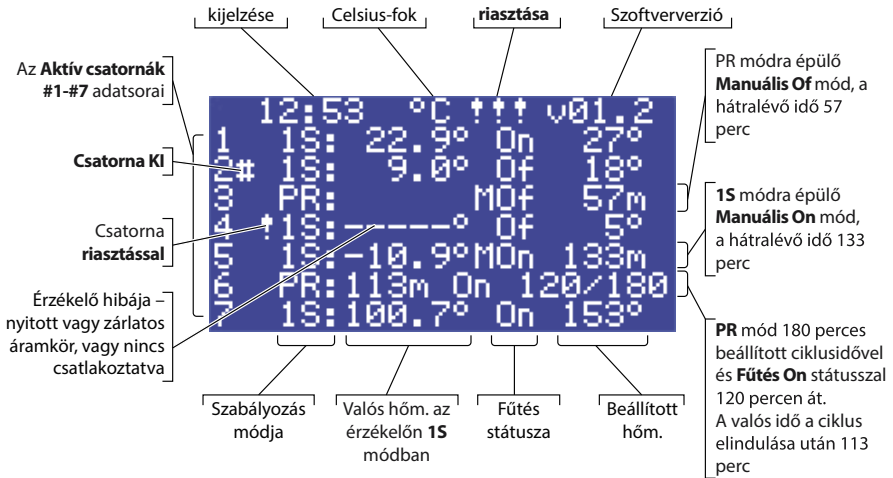 kijelzése
Celsius-fok
riasztása
Szoftververzió
Az Aktív csatornák
#1-#7 adatsorai
Csatorna KI
Csatorna
riasztással
Érzékelő hibája –
nyitott vagy zárlatos
áramkör, vagy nincs
csatlakoztatva
12:53 °C !!! v01.2
1 1S: 22.9° On 27°
2# 1S: 9.0° Of 18°
3 PR: MOf 57m
4 !1S:-----° Of 5°
5 1S:-10.9°MOn 133m
6 PR:113m On 120/180
7 1S:100.7° On 153°
PR módra épülő
Manuális Of mód, a
hátralévő idő 57
perc
1S módra épülő
Manuális On mód,
a hátralévő idő 133
perc
PR mód 180 perces
beállított ciklusidővel
és Fűtés On státusszal
120 percen át.
A valós idő a ciklus
elindulása után 113
perc
Szabályozás
módja
Valós hőm. az
érzékelőn 1S
módban
Fűtés
státusza
Beállított
hőm.